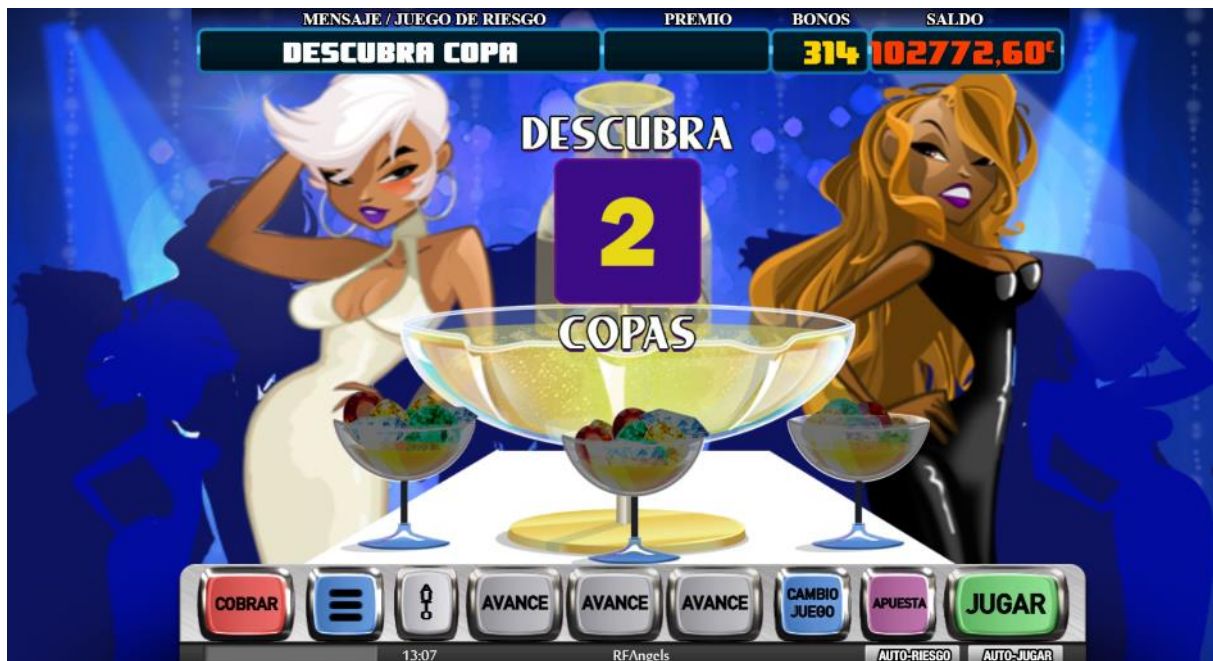 MENSAJE / JUEGO DE RIESGO PREMIO BONOS SALDO
DESCUBRA COPA 314 102772,60€
DESCUBRA
2
COPAS
COBRAR AVANCE AVANCE AVANCE CAMBIO JUEGO APUESTA JUGAR
13:07 RFAngels AUTO-RIESGO AUTO-JUGAR